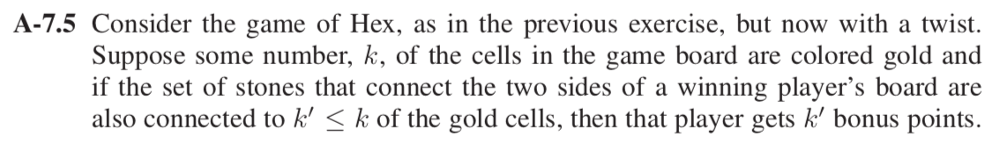 A-7.5 Consider the game of Hex, as in the previous exercise, but now with a twist.
Suppose some number, k, of the cells in the game board are colored gold and
if the set of stones that connect the two sides of a winning player's board are
also connected to k′ ≤ k of the gold cells, then that player gets k′ bonus points.